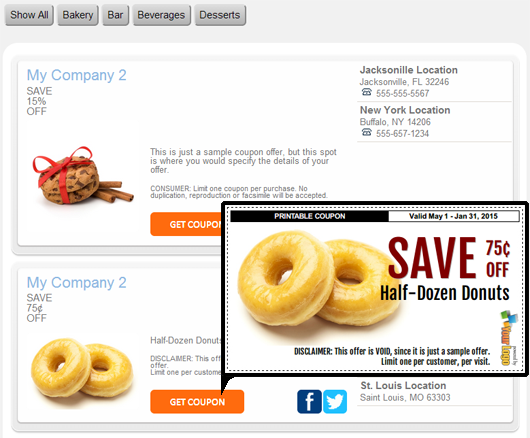 Show All
Bakery
Bar
Beverages
Desserts
My Company 2
SAVE
15%
OFF
This is just a sample coupon offer, but this spot
is where you would specify the details of your
offer.
CONSUMER: Limit one coupon per purchase. No
duplication, reproduction or facsimile will be accepted.
GET COUPON
Jacksonille Location
Jacksonville, FL 32246
555-555-5567
New York Location
Buffalo, NY 14206
555-657-1234
My Company 2
SAVE
75¢
OFF
Half-Dozen Donuts
DISCLAIMER: This offe
offer.
Limit one per customer
GET COUPON
PRINTABLE COUPON
Valid May 1 - Jan 31, 2015
SAVE 75¢
OFF
Half-Dozen Donuts
DISCLAIMER: This offer is VOID, since it is just a sample offer.
Limit one per customer, per visit.
YourLogo
St. Louis Location
Saint Louis, MO 63303